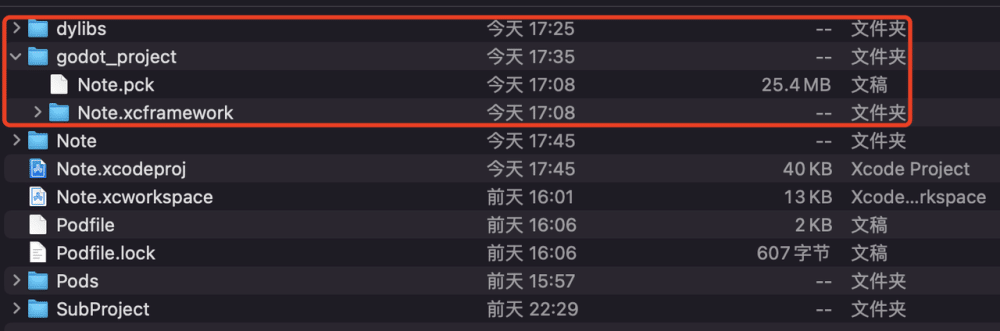 dylibs 今天 17:25 -- 文件夹
godot_project 今天 17:35 -- 文件夹
Note.pck 今天 17:08 25.4 MB 文稿
Note.xcframework 今天 17:08 -- 文件夹
Note 今天 17:45 -- 文件夹
Note.xcodeproj 今天 17:45 40 KB Xcode Project
Note.xcworkspace 前天 16:01 13 KB Xcode...rkspace
Podfile 前天 16:06 2 KB 文稿
Podfile.lock 前天 16:06 607 字节 文稿
Pods 前天 15:57 -- 文件夹
SubProject 前天 22:29 -- 文件夹